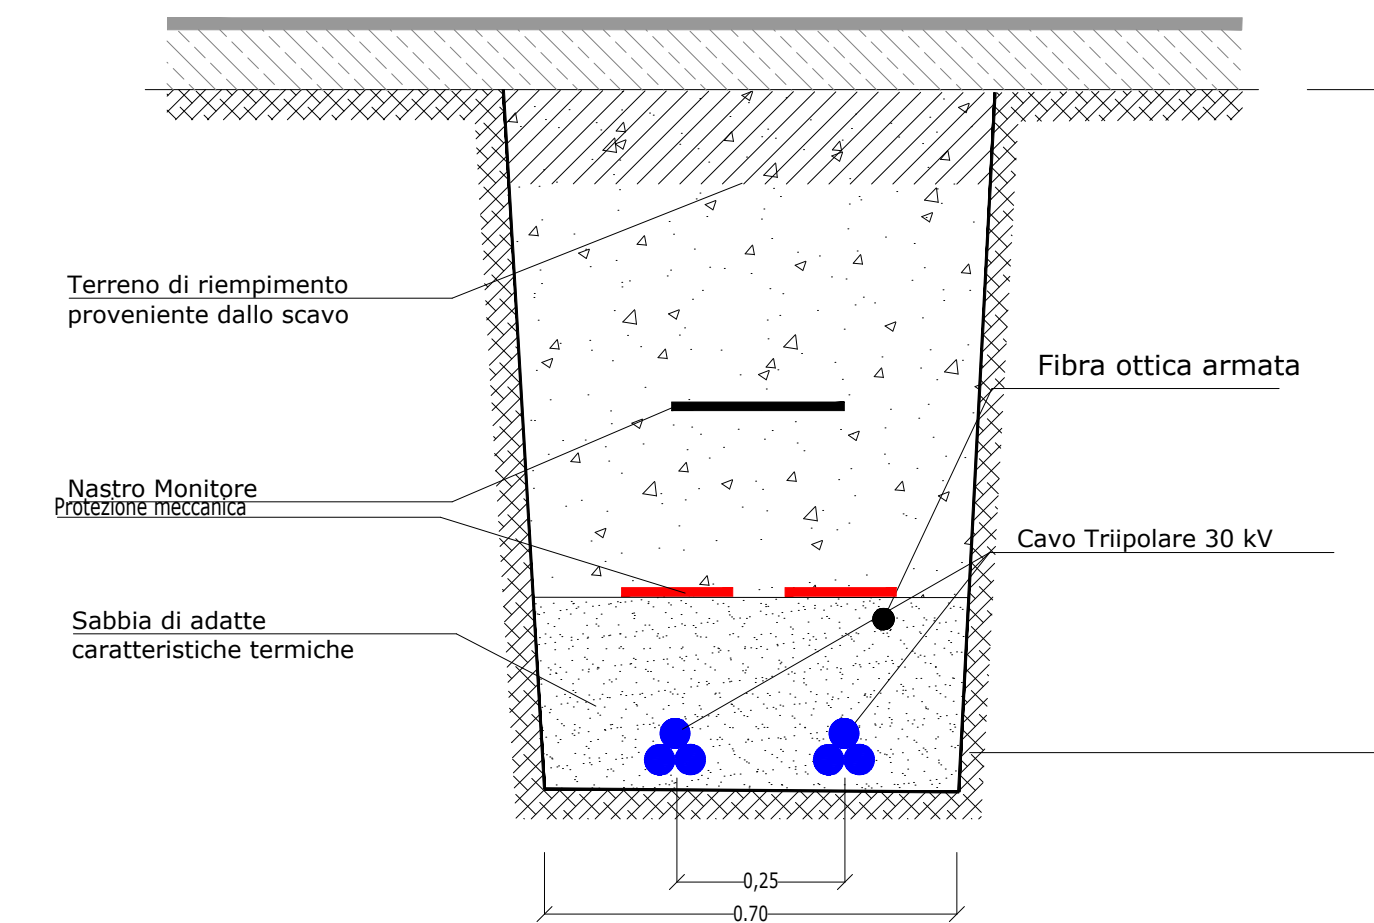 Terreno di riempimento
proveniente dallo scavo
Fibra ottica armata
Nastro Monitore
Protezione meccanica
Cavo Triipolare 30 kV
Sabbia di adatte
caratteristiche termiche
0,25
0.70